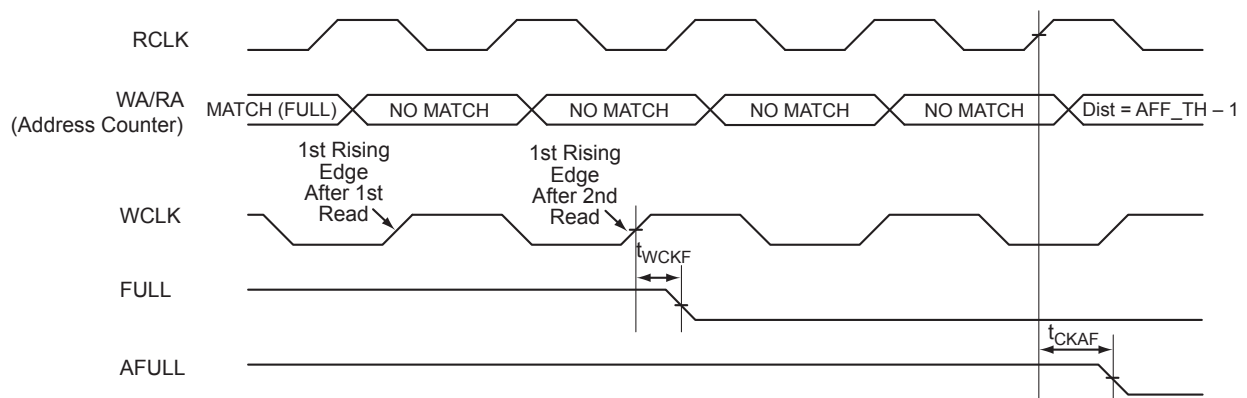 RCLK
WA/RA
(Address Counter)
MATCH (FULL)
NO MATCH
NO MATCH
NO MATCH
NO MATCH
Dist = AFF_TH – 1
1st Rising
Edge
After 1st
Read
1st Rising
Edge
After 2nd
Read
WCLK
tWCKF
FULL
tCKAF
AFULL